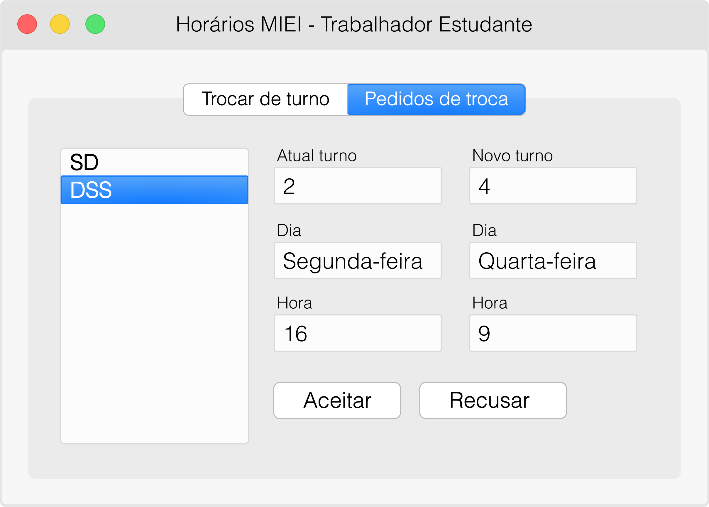 Horários MIEI - Trabalhador Estudante
Trocar de turno
Pedidos de troca
SD
DSS
Atual turno
Novo turno
2
4
Dia
Dia
Segunda-feira
Quarta-feira
Hora
Hora
16
9
Aceitar
Recusar